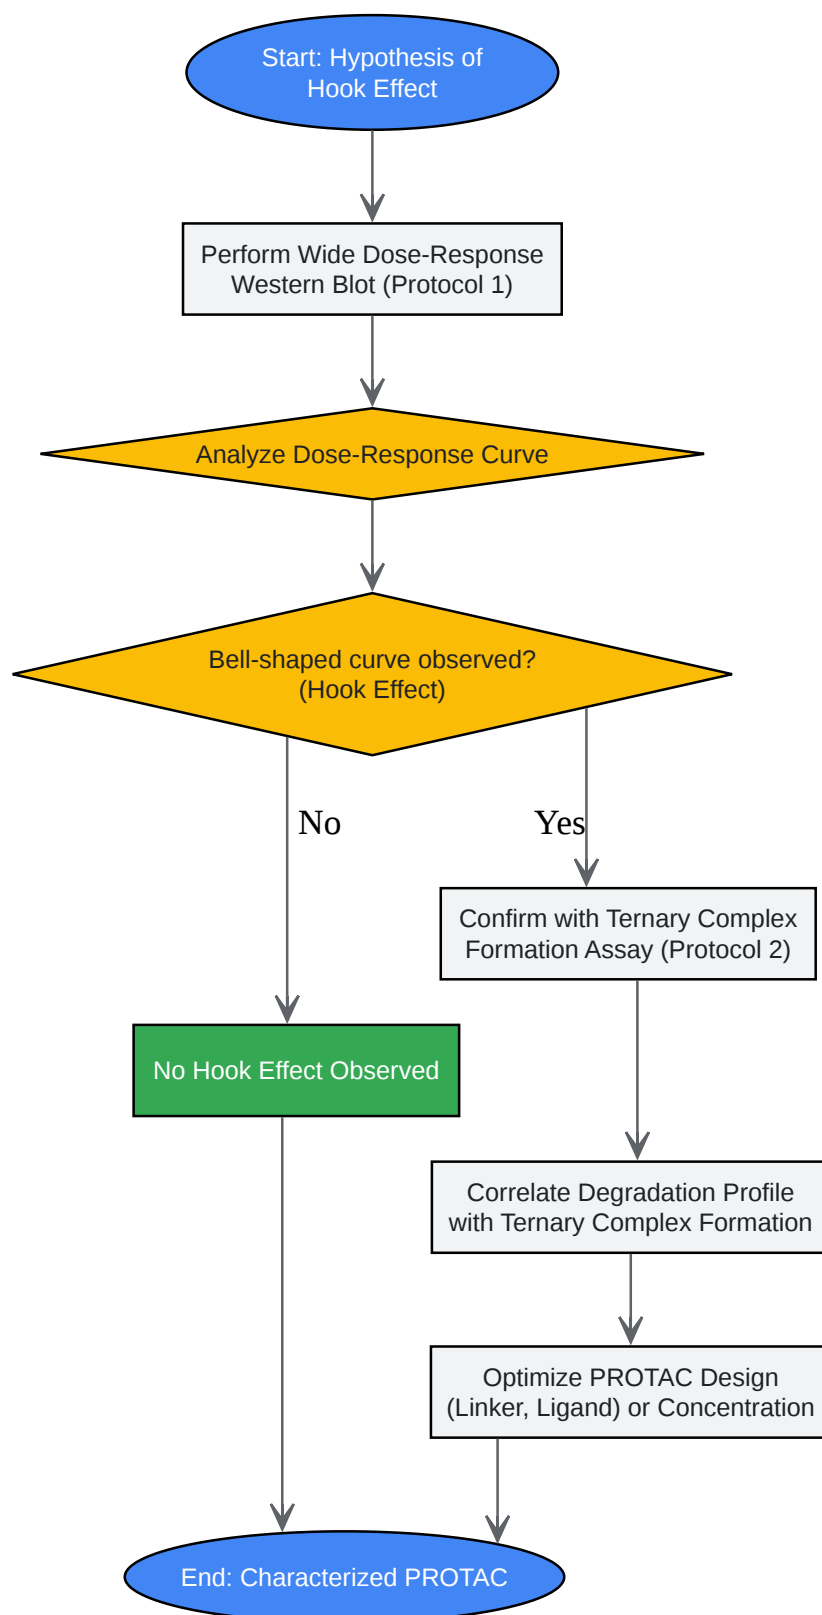 Start: Hypothesis of
Hook Effect
Perform Wide Dose-Response
Western Blot (Protocol 1)
Analyze Dose-Response Curve
Bell-shaped curve observed?
(Hook Effect)
No
Yes
Confirm with Ternary Complex
Formation Assay (Protocol 2)
No Hook Effect Observed
Correlate Degradation Profile
with Ternary Complex Formation
Optimize PROTAC Design
(Linker, Ligand) or Concentration
End: Characterized PROTAC